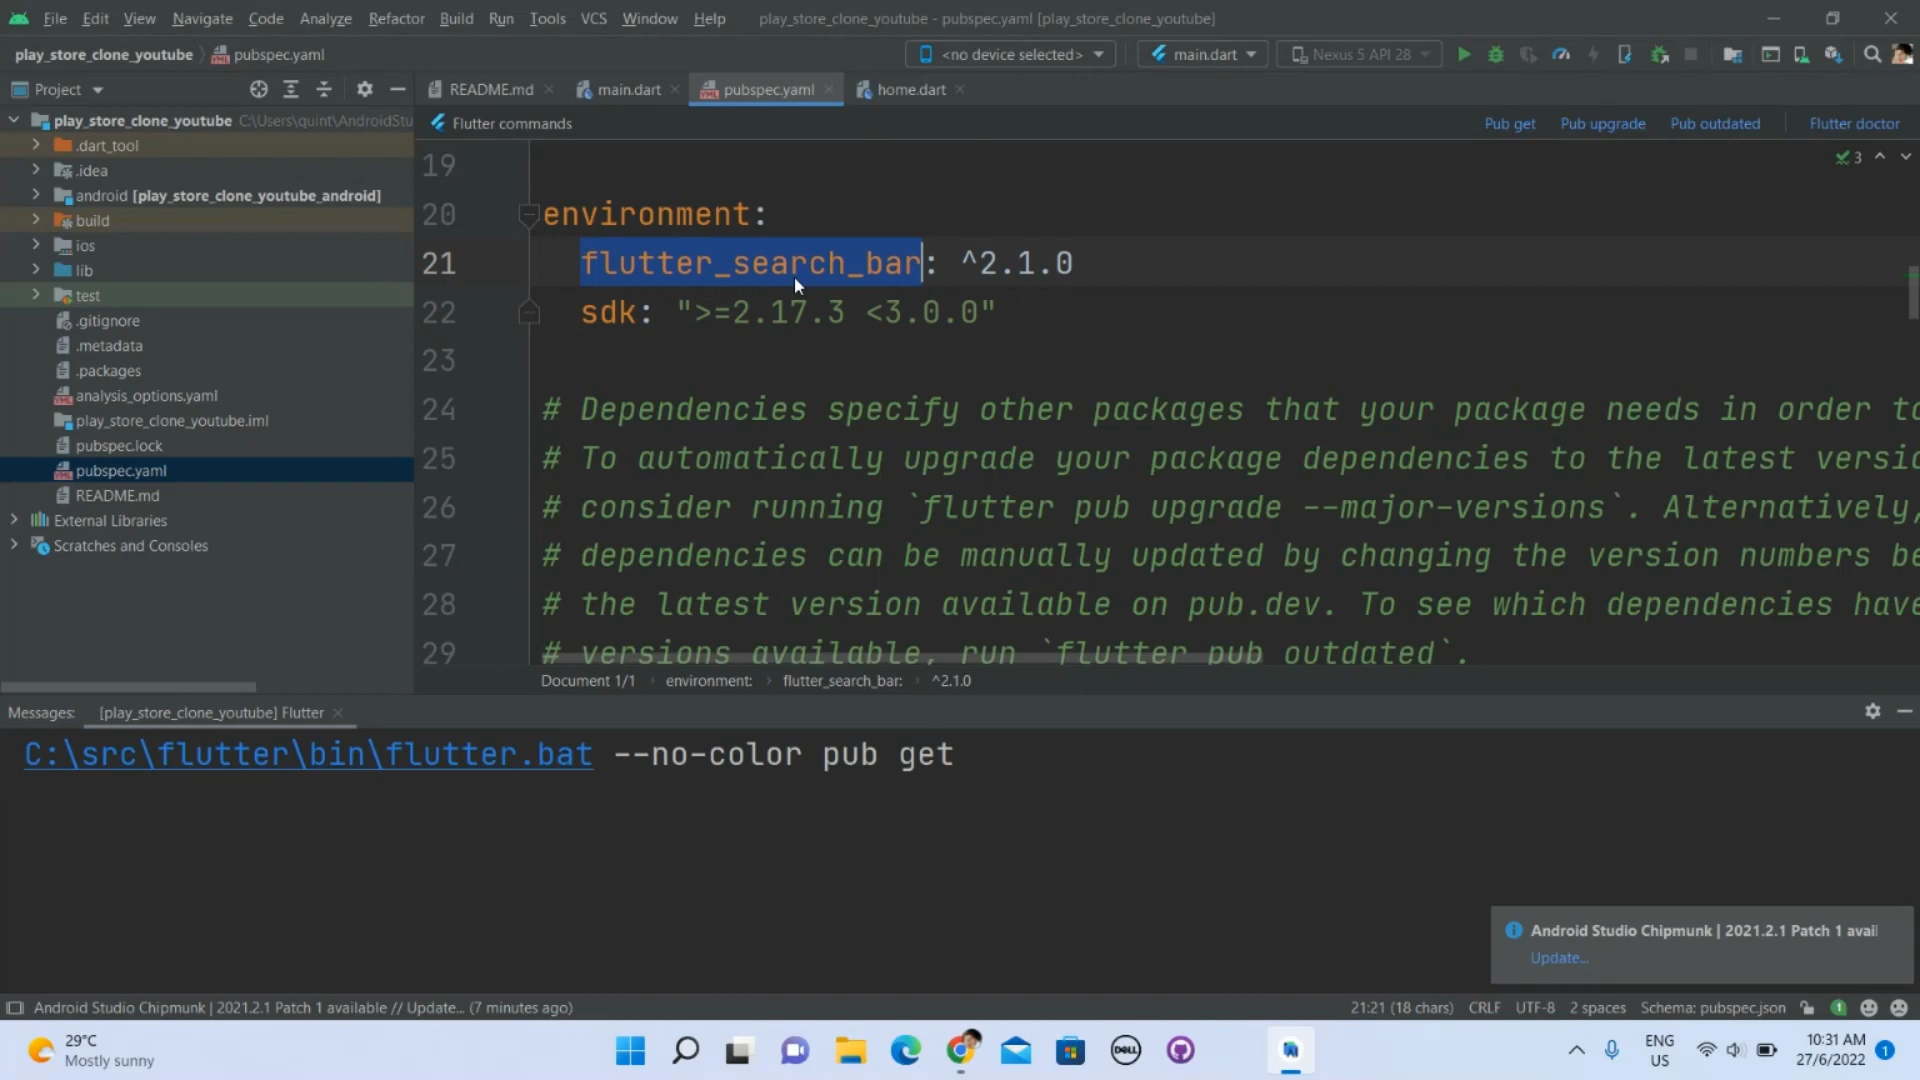 File Edit View Navigate Code Analyze Refactor Build Run Tools VCS Window Help play_store_clone_youtube - pubspec.yaml [play_store_clone_youtube]
play_store_clone_youtube pubspec.yaml <no device selected> main.dart Nexus 5 API 28
Project README.md main.dart pubspec.yaml home.dart
play_store_clone_youtube C:\Users\quint\AndroidStu
Flutter commands Pub get Pub upgrade Pub outdated Flutter doctor
.dart_tool
.idea
android [play_store_clone_youtube_android]
build
ios
lib
test
.gitignore
.metadata
.packages
analysis_options.yaml
play_store_clone_youtube.iml
pubspec.lock
pubspec.yaml
README.md
External Libraries
Scratches and Consoles
3
19
20 environment:
21 flutter_search_bar: ^2.1.0
22 sdk: ">=2.17.3 <3.0.0"
23
24 # Dependencies specify other packages that your package needs in order to
25 # To automatically upgrade your package dependencies to the latest versio
26 # consider running `flutter pub upgrade --major-versions`. Alternatively,
27 # dependencies can be manually updated by changing the version numbers be
28 # the latest version available on pub.dev. To see which dependencies have
29 # versions available, run `flutter pub outdated`.
Document 1/1 environment: flutter_search_bar: ^2.1.0
Messages: [play_store_clone_youtube] Flutter
C:\src\flutter\bin\flutter.bat --no-color pub get
Android Studio Chipmunk | 2021.2.1 Patch 1 avail
Update...
Android Studio Chipmunk | 2021.2.1 Patch 1 available // Update... (7 minutes ago) 21:21 (18 chars) CRLF UTF-8 2 spaces Schema: pubspec.json 1
29°C
Mostly sunny
DELL
ENG
US
10:31 AM
27/6/2022
1